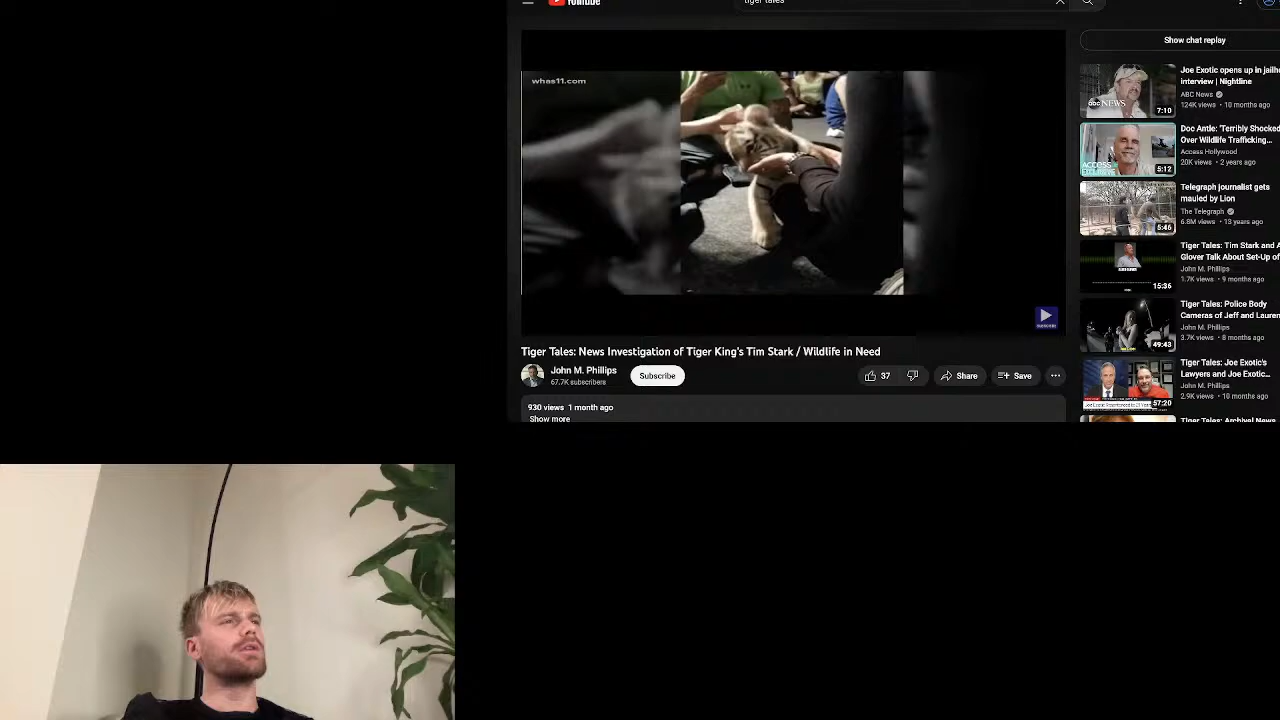 YouTube
tiger tales
whas11.com
SUBSCRIBE
Tiger Tales: News Investigation of Tiger King's Tim Stark / Wildlife in Need
John M. Phillips
67.7K subscribers
Subscribe
37
Share
Save
930 views 1 month ago
Show more
Show chat replay
Joe Exotic opens up in jailh
interview | Nightline
ABC News
124K views • 10 months ago
abc NEWS
7:10
Doc Antle: 'Terribly Shocked
Over Wildlife Trafficking...
Access Hollywood
20K views • 2 years ago
ACCESS
EXCLUSIVE
5:12
Telegraph journalist gets
mauled by Lion
The Telegraph
6.8M views • 13 years ago
5:46
Tiger Tales: Tim Stark and A
Glover Talk About Set-Up of
John M. Phillips
1.7K views • 9 months ago
15:36
Tiger Tales: Police Body
Cameras of Jeff and Lauren
John M. Phillips
3.7K views • 8 months ago
49:43
Tiger Tales: Joe Exotic's
Lawyers and Joe Exotic...
John M. Phillips
2.9K views • 10 months ago
57:20
Tiger Tales: Archival News